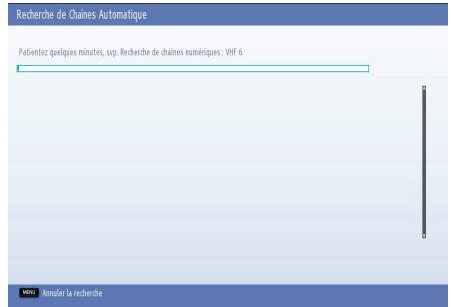 Recherche de Chaînes Automatique
Patientez quelques minutes, svp. Recherche de chaînes numériques : VHF 6
MENU Annuler la recherche